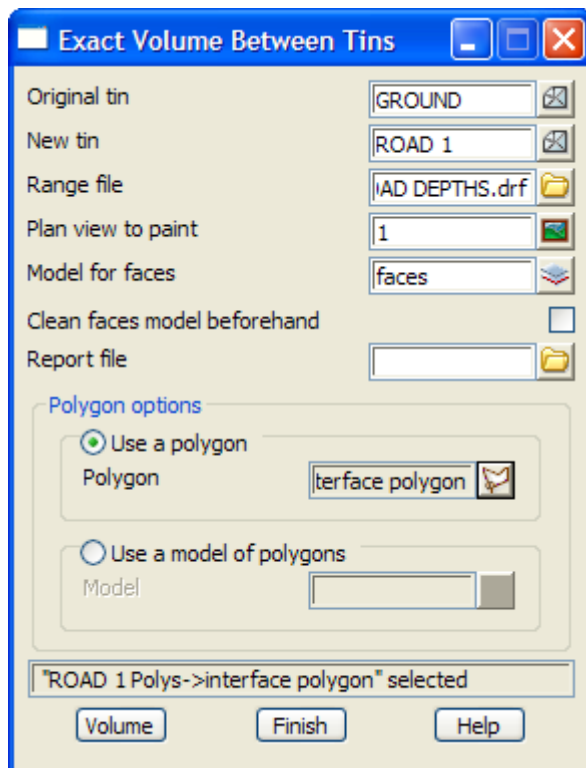 Exact Volume Between Tins
Original tin GROUND
New tin ROAD 1
Range file AD DEPTHS.drf
Plan view to paint 1
Model for faces faces
Clean faces model beforehand
Report file
Polygon options
Use a polygon
Polygon terface polygon
Use a model of polygons
Model
"ROAD 1 Polys->interface polygon" selected
Volume Finish Help